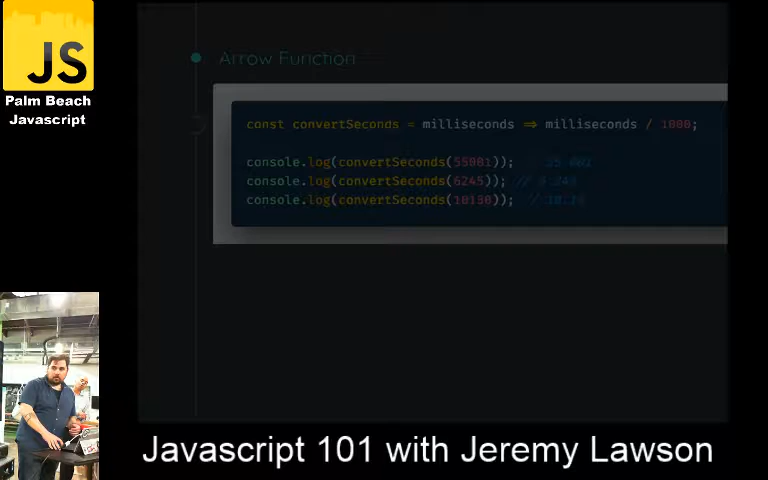 JS
Palm Beach
Javascript
Arrow Function
const convertSeconds = milliseconds => milliseconds / 1000;
console.log(convertSeconds(55081));
console.log(convertSeconds(6245)); //
console.log(convertSeconds(10130)); //
Javascript 101 with Jeremy Lawson